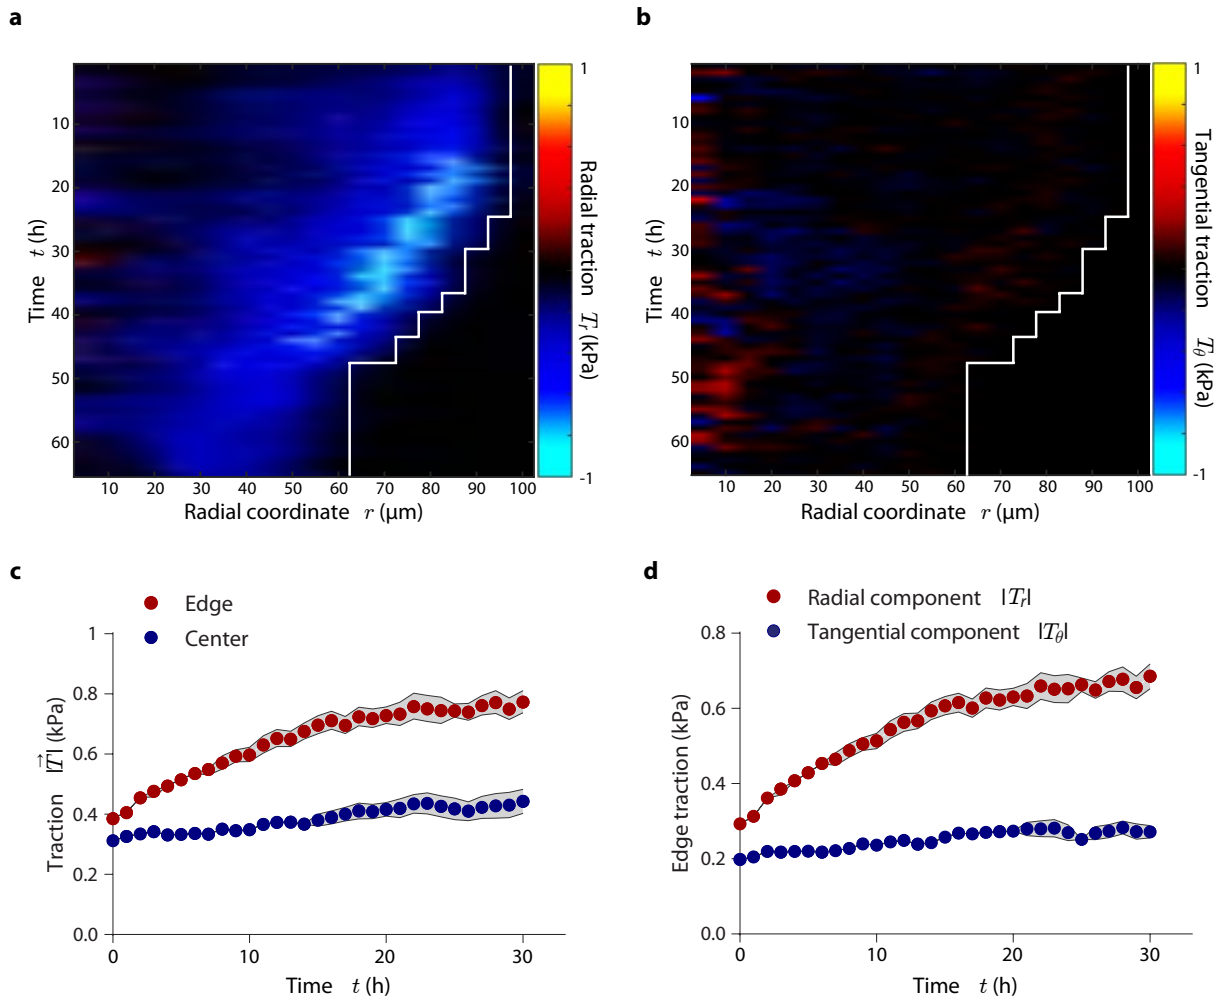 a
1
10
20
30
40
50
60
Time t (h)
10 20 30 40 50 60 70 80 90 100
Radial coordinate r (μm)
Radial traction T_r (kPa)
-1
b
1
10
20
30
40
50
60
Time t (h)
10 20 30 40 50 60 70 80 90 100
Radial coordinate r (μm)
Tangential traction T_θ (kPa)
-1
c
Edge
Center
1
0.8
0.6
0.4
0.2
0.0
Traction |T⃗| (kPa)
0 10 20 30
Time t (h)
d
Radial component |T_r|
Tangential component |T_θ|
0.8
0.6
0.4
0.2
0.0
Edge traction (kPa)
0 10 20 30
Time t (h)